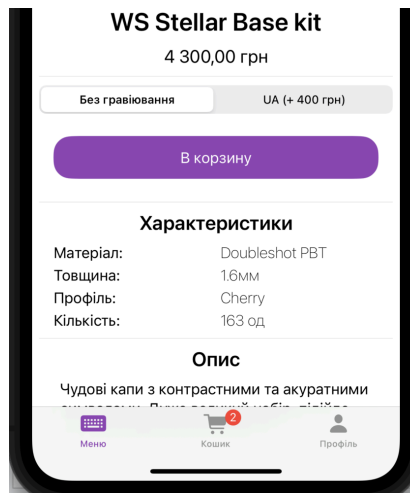 WS Stellar Base kit
4 300,00 грн
Без гравіювання
UA (+ 400 грн)
В корзину
Характеристики
Матеріал: Doubleshot PBT
Товщина: 1.6мм
Профіль: Cherry
Кількість: 163 од
Опис
Чудові капи з контрастними та акуратними
2
Меню
Кошик
Профіль